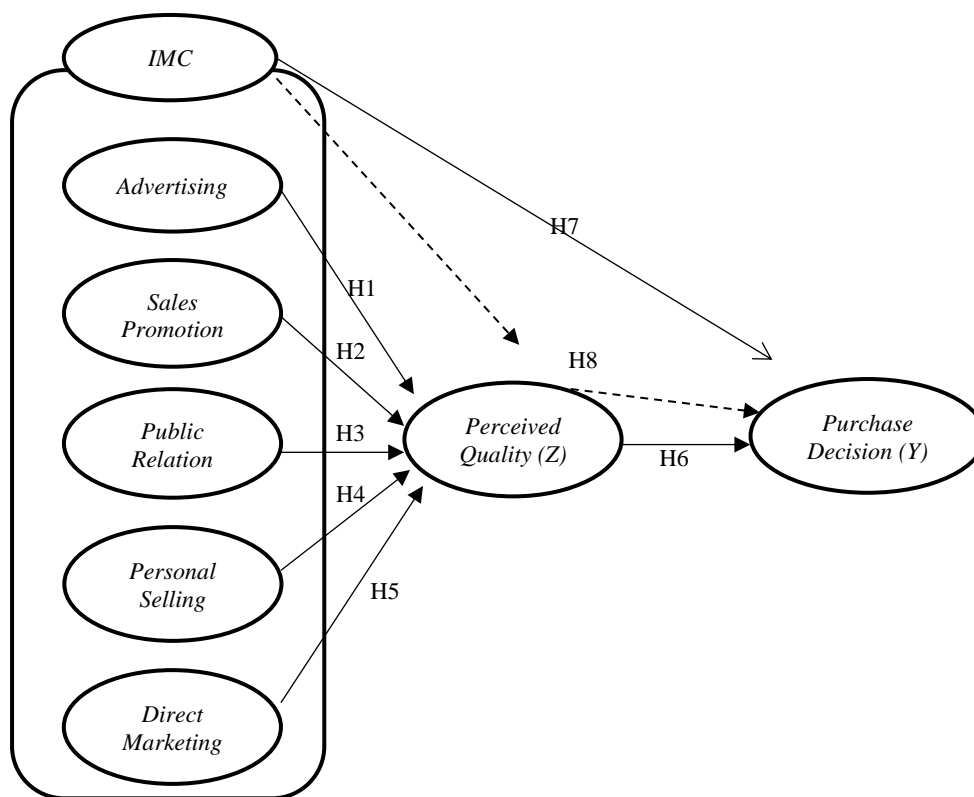 IMC
Advertising
H7
H1
Sales
Promotion
H2
H8
Public
Relation
H3
Perceived
Quality (Z)
H6
Purchase
Decision (Y)
H4
Personal
Selling
H5
Direct
Marketing